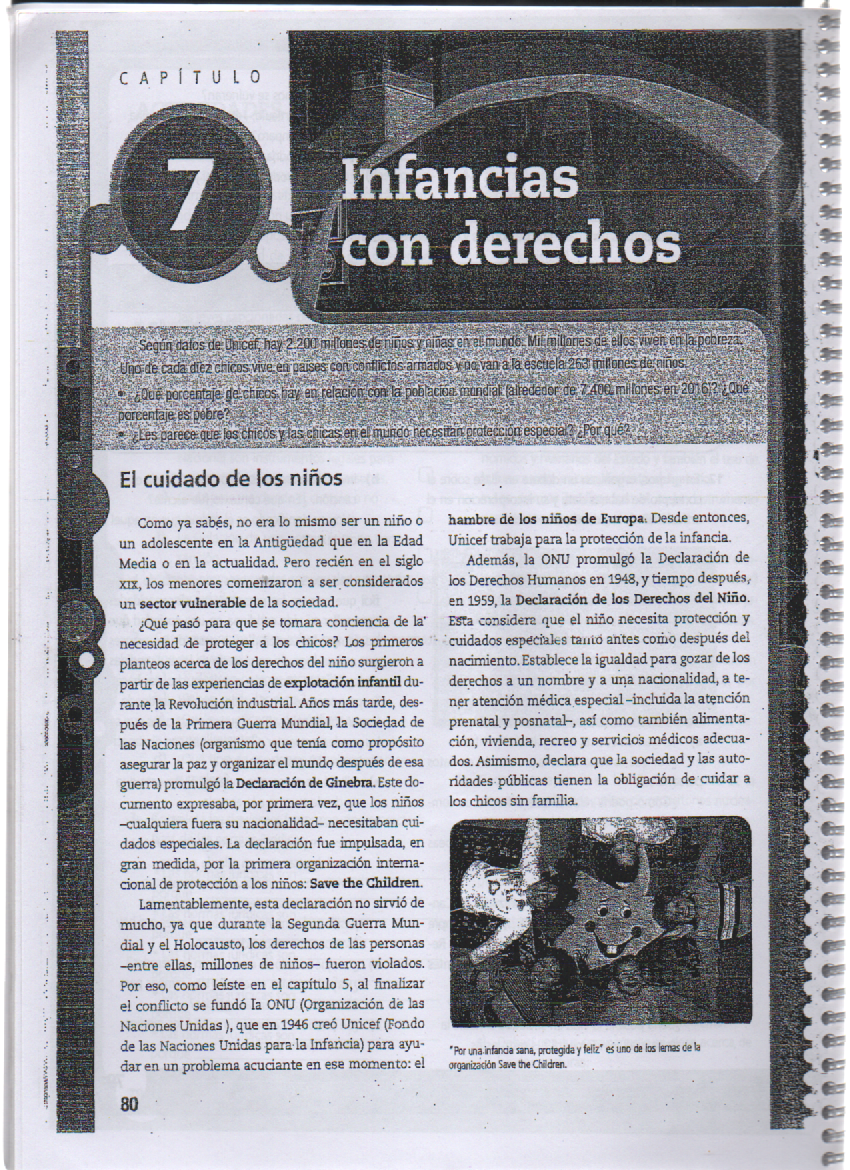 CAPÍTULO
7
Infancias
con derechos
Según datos de Unicef, hay 2.200 millones de niños y niñas en el mundo. Mil millones de ellos viven en la pobreza.
Uno de cada diez chicos vive en países con conflictos armados y no van a la escuela 263 millones de niños.
• ¿Qué porcentaje de chicos hay en relación con la población mundial (alrededor de 7.400 millones en 2016)? ¿Qué
porcentaje es pobre?
• ¿Les parece que los chicos y las chicas en el mundo necesitan protección especial? ¿Por qué?
El cuidado de los niños
Como ya sabés, no era lo mismo ser un niño o
un adolescente en la Antigüedad que en la Edad
Media o en la actualidad. Pero recién en el siglo
XIX, los menores comenzaron a ser considerados
un sector vulnerable de la sociedad.
¿Qué pasó para que se tomara conciencia de la
necesidad de proteger a los chicos? Los primeros
planteos acerca de los derechos del niño surgieron a
partir de las experiencias de explotación infantil du-
rante la Revolución industrial. Años más tarde, des-
pués de la Primera Guerra Mundial, la Sociedad de
las Naciones (organismo que tenía como propósito
asegurar la paz y organizar el mundo después de esa
guerra) promulgó la Declaración de Ginebra. Este do-
cumento expresaba, por primera vez, que los niños
–cualquiera fuera su nacionalidad– necesitaban cui-
dados especiales. La declaración fue impulsada, en
gran medida, por la primera organización interna-
cional de protección a los niños: Save the Children.
Lamentablemente, esta declaración no sirvió de
mucho, ya que durante la Segunda Guerra Mun-
dial y el Holocausto, los derechos de las personas
–entre ellas, millones de niños– fueron violados.
Por eso, como leíste en el capítulo 5, al finalizar
el conflicto se fundó la ONU (Organización de las
Naciones Unidas ), que en 1946 creó Unicef (Fondo
de las Naciones Unidas para la Infancia) para ayu-
dar en un problema acuciante en ese momento: el
hambre de los niños de Europa. Desde entonces,
Unicef trabaja para la protección de la infancia.
Además, la ONU promulgó la Declaración de
los Derechos Humanos en 1948, y tiempo después,
en 1959, la Declaración de los Derechos del Niño.
Esta considera que el niño necesita protección y
cuidados especiales tanto antes como después del
nacimiento. Establece la igualdad para gozar de los
derechos a un nombre y a una nacionalidad, a te-
ner atención médica especial –incluida la atención
prenatal y posnatal–, así como también alimenta-
ción, vivienda, recreo y servicios médicos adecua-
dos. Asimismo, declara que la sociedad y las auto-
ridades públicas tienen la obligación de cuidar a
los chicos sin familia.
"Por una infancia sana, protegida y feliz" es uno de los lemas de la
organización Save the Children.
80